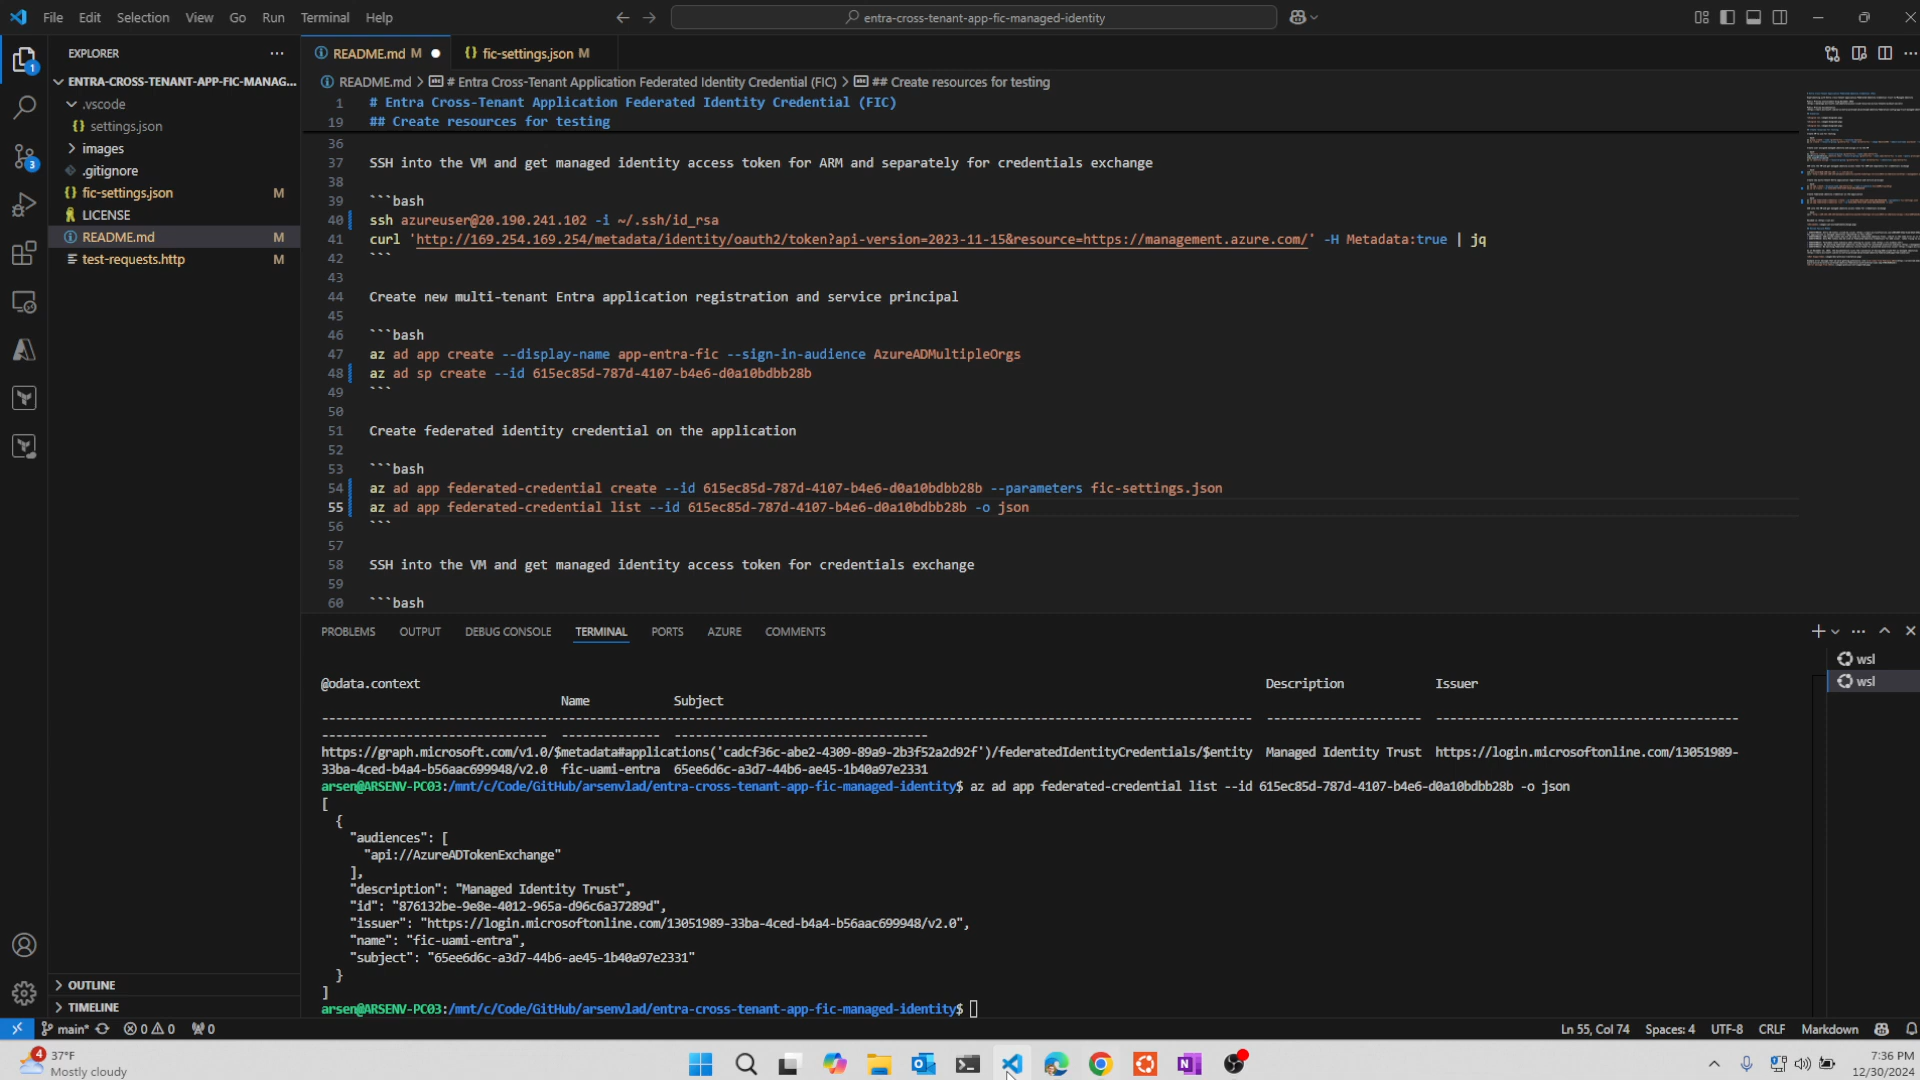 File Edit Selection View Go Run Terminal Help
entra-cross-tenant-app-fic-managed-identity
EXPLORER
README.md M
fic-settings.json M
ENTRA-CROSS-TENANT-APP-FIC-MANAG...
.vscode
settings.json
images
.gitignore
fic-settings.json M
LICENSE
README.md M
test-requests.http M
OUTLINE
TIMELINE
1
3
README.md > # Entra Cross-Tenant Application Federated Identity Credential (FIC) > ## Create resources for testing
1 # Entra Cross-Tenant Application Federated Identity Credential (FIC)
19 ## Create resources for testing
36
37 SSH into the VM and get managed identity access token for ARM and separately for credentials exchange
38
39 ```bash
40 ssh azureuser@20.190.241.102 -i ~/.ssh/id_rsa
41 curl 'http://169.254.169.254/metadata/identity/oauth2/token?api-version=2023-11-15&resource=https://management.azure.com/' -H Metadata:true | jq
42 ```
43
44 Create new multi-tenant Entra application registration and service principal
45
46 ```bash
47 az ad app create --display-name app-entra-fic --sign-in-audience AzureADMultipleOrgs
48 az ad sp create --id 615ec85d-787d-4107-b4e6-d0a10bdbb28b
49 ```
50
51 Create federated identity credential on the application
52
53 ```bash
54 az ad app federated-credential create --id 615ec85d-787d-4107-b4e6-d0a10bdbb28b --parameters fic-settings.json
55 az ad app federated-credential list --id 615ec85d-787d-4107-b4e6-d0a10bdbb28b -o json
56 ```
57
58 SSH into the VM and get managed identity access token for credentials exchange
59
60 ```bash
PROBLEMS OUTPUT DEBUG CONSOLE TERMINAL PORTS AZURE COMMENTS
wsl
wsl
@odata.context Description Issuer
Name Subject
-------------------------------------------------------------------------------------------------------------------------- -------------------- ----------------------------------------
----------------------------- ------------- ---------------------------------
https://graph.microsoft.com/v1.0/$metadata#applications('cadcf36c-abe2-4309-89a9-2b3f52a2d92f')/federatedIdentityCredentials/$entity Managed Identity Trust https://login.microsoftonline.com/13051989-
33ba-4ced-b4a4-b56aac699948/v2.0 fic-uami-entra 65ee6d6c-a3d7-44b6-ae45-1b40a97e2331
arsen@ARSENV-PC03:/mnt/c/Code/GitHub/arsenvlad/entra-cross-tenant-app-fic-managed-identity$ az ad app federated-credential list --id 615ec85d-787d-4107-b4e6-d0a10bdbb28b -o json
[
{
"audiences": [
"api://AzureADTokenExchange"
],
"description": "Managed Identity Trust",
"id": "876132be-9e8e-4012-965a-d96c6a37289d",
"issuer": "https://login.microsoftonline.com/13051989-33ba-4ced-b4a4-b56aac699948/v2.0",
"name": "fic-uami-entra",
"subject": "65ee6d6c-a3d7-44b6-ae45-1b40a97e2331"
}
]
arsen@ARSENV-PC03:/mnt/c/Code/GitHub/arsenvlad/entra-cross-tenant-app-fic-managed-identity$
main* 0 0 0
Ln 55, Col 74 Spaces: 4 UTF-8 CRLF Markdown
4
37°F
Mostly cloudy
7:36 PM
12/30/2024